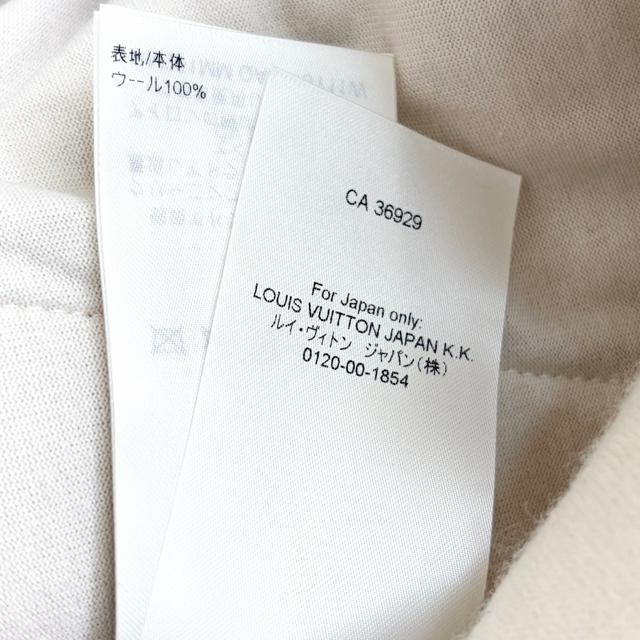 表地/本体
ウール100%
CA 36929
For Japan only:
LOUIS VUITTON JAPAN K.K.
ルイ・ヴィトン ジャパン(株)
0120-00-1854